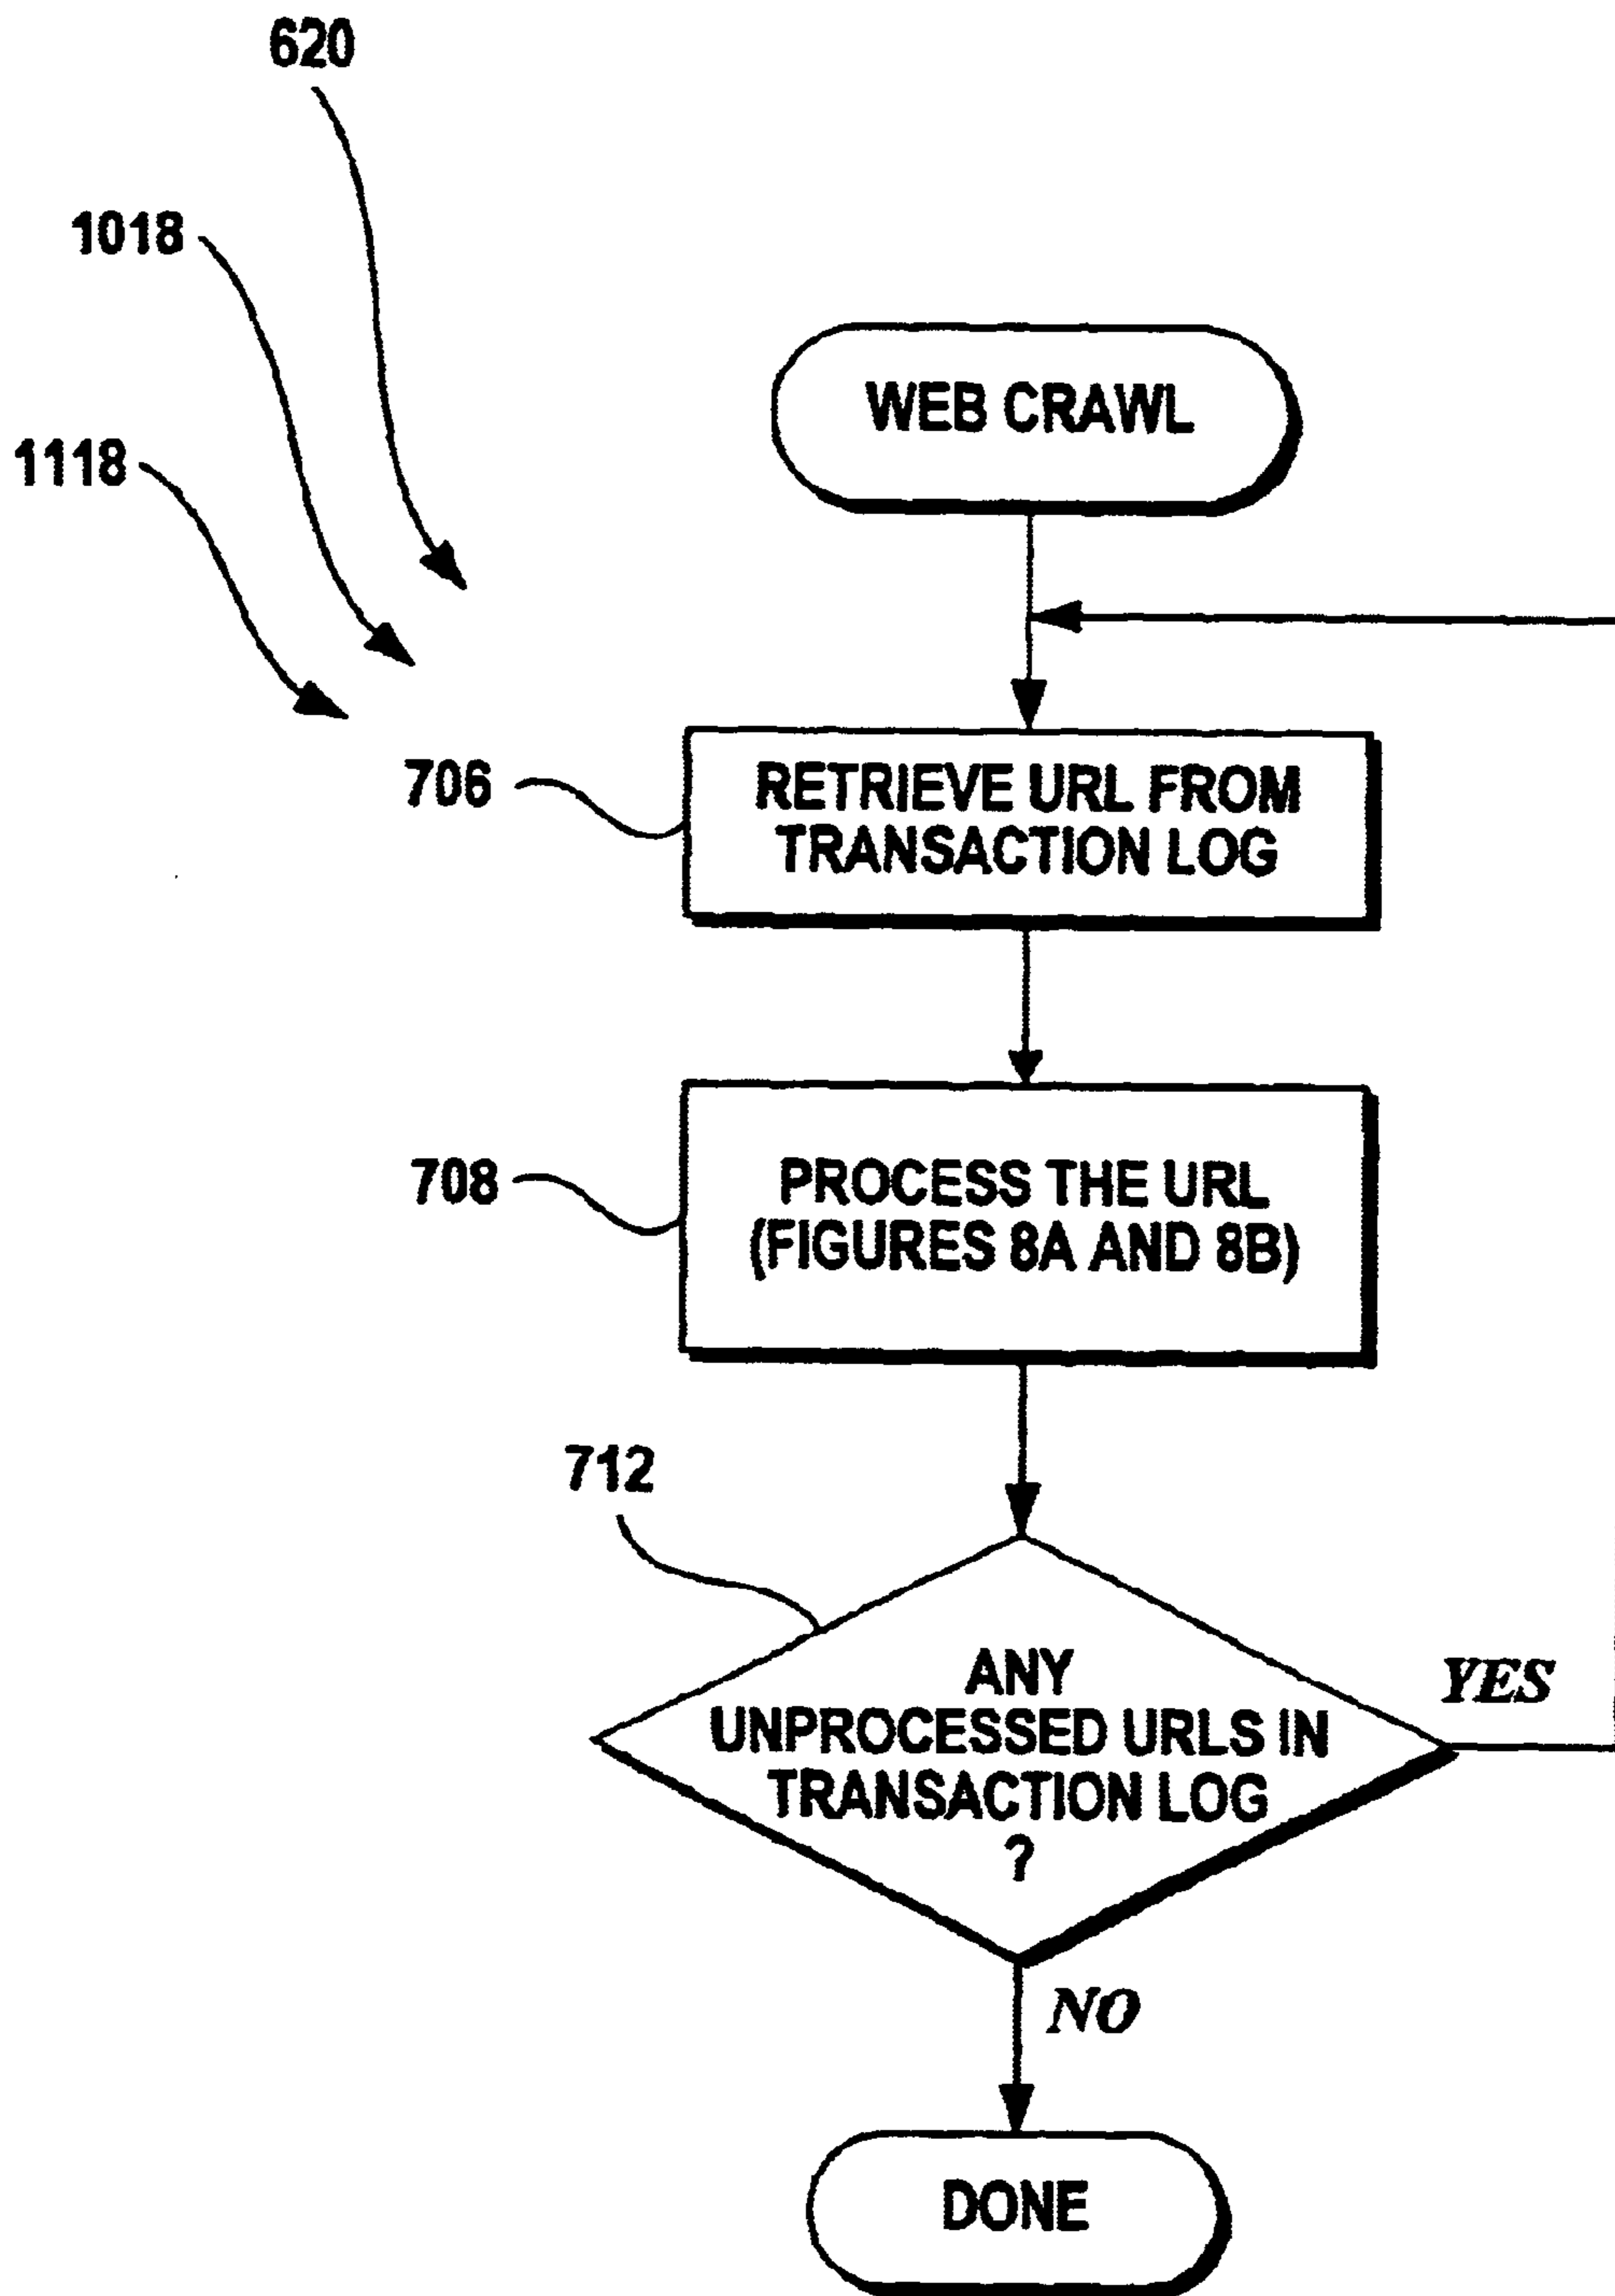 620
1018
1118
WEB CRAWL
706
RETRIEVE URL FROM
TRANSACTION LOG
708
PROCESS THE URL
(FIGURES 8A AND 8B)
712
ANY
UNPROCESSED URLS IN
TRANSACTION LOG
?
YES
NO
DONE